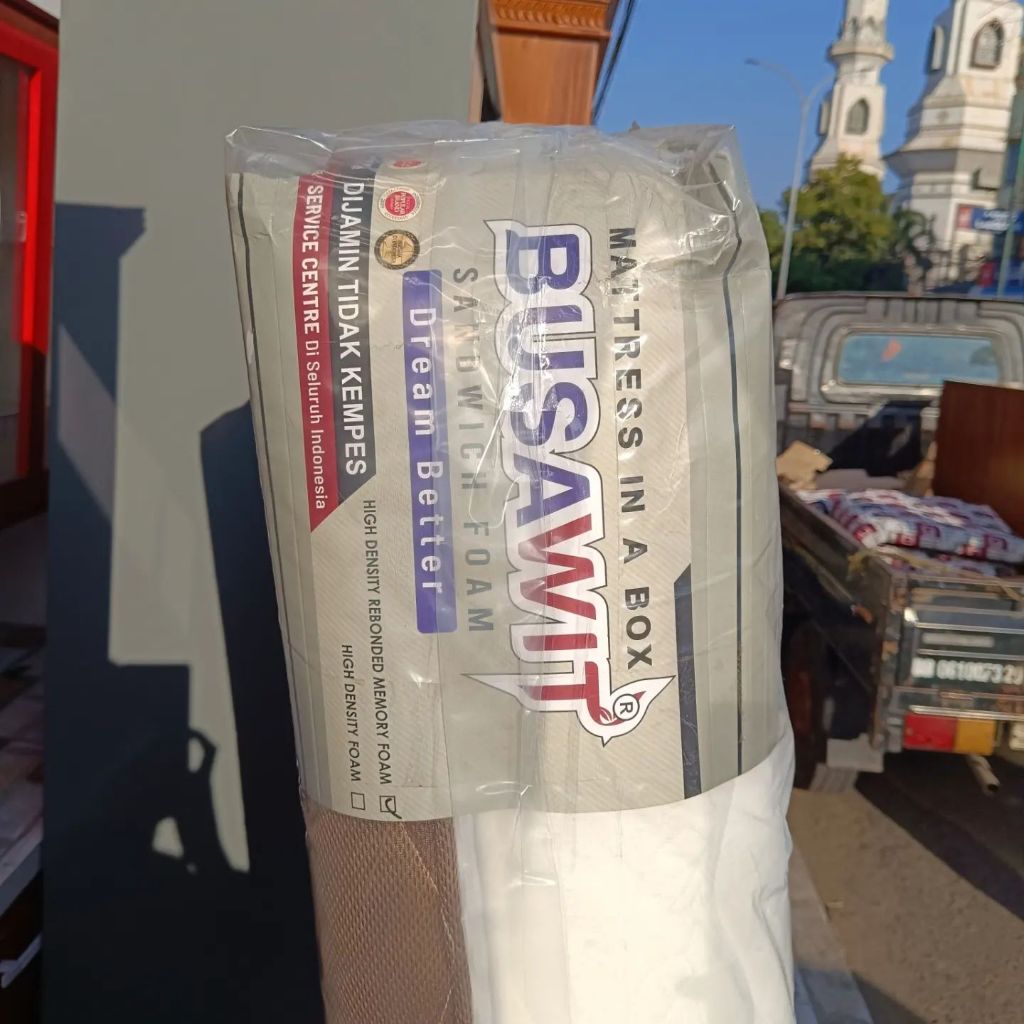 MATTRESS IN A BOX
BUSAWIT
R
SANDWICH FOAM
Dream Better
DIJAMIN TIDAK KEMPES
SERVICE CENTRE Di Seluruh Indonesia
HIGH DENSITY REBONDED MEMORY FOAM
HIGH DENSITY FOAM